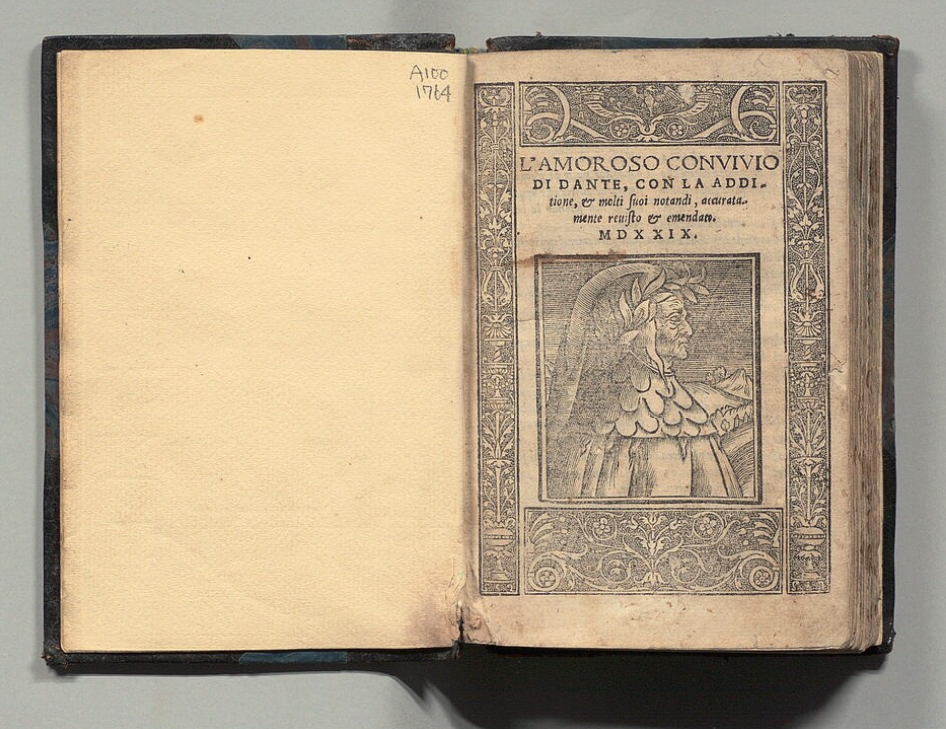 A100
1764
L'AMOROSO CONVIVIO
DI DANTE, CON LA ADDI-
tione, & molti suoi notandi, accurata-
mente reuisto & emendato.
MDXXIX.